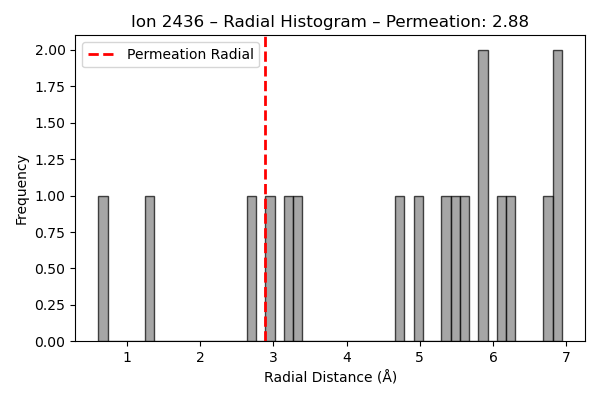 Ion 2436 – Radial Histogram – Permeation: 2.88
Permeation Radial
Frequency
2.00
1.75
1.50
1.25
1.00
0.75
0.50
0.25
0.00
1 2 3 4 5 6 7
Radial Distance (Å)